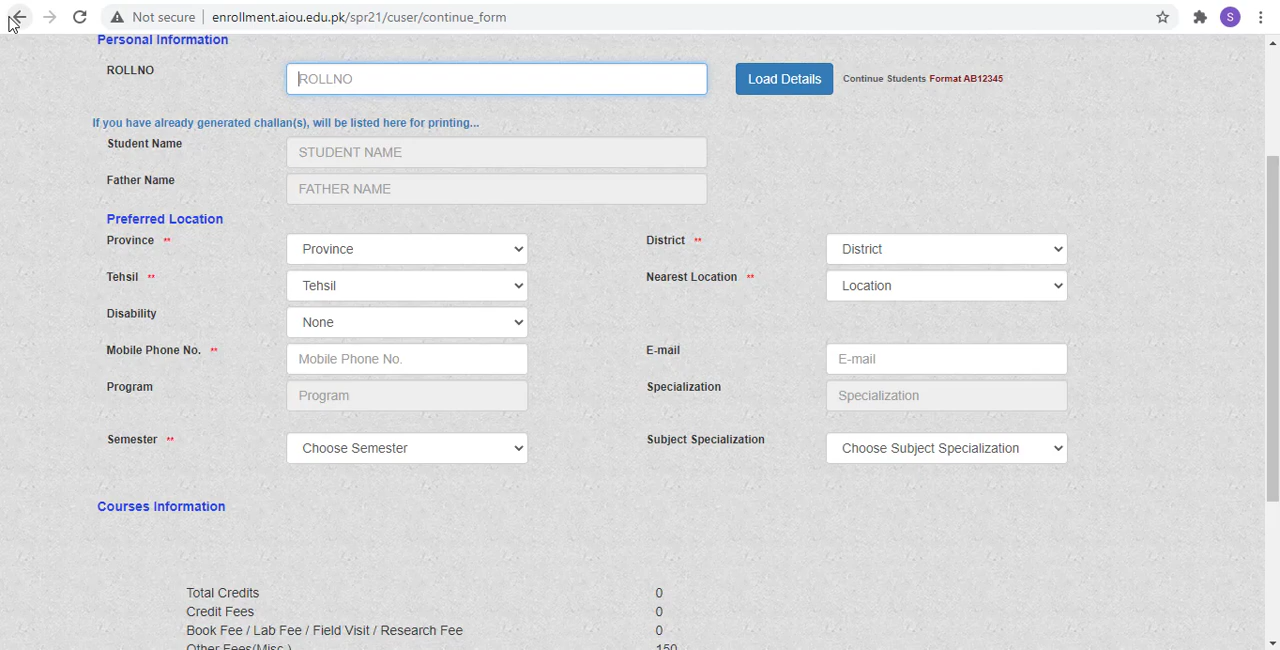 Not secure | enrollment.aiou.edu.pk/spr21/cuser/continue_form S
Personal Information
ROLLNO ROLLNO Load Details Continue Students Format AB12345
If you have already generated challan(s), will be listed here for printing...
Student Name STUDENT NAME
Father Name FATHER NAME
Preferred Location
Province ** Province District ** District
Tehsil ** Tehsil Nearest Location ** Location
Disability None
Mobile Phone No. ** Mobile Phone No. E-mail E-mail
Program Program Specialization Specialization
Semester ** Choose Semester Subject Specialization Choose Subject Specialization
Courses Information
Total Credits 0
Credit Fees 0
Book Fee / Lab Fee / Field Visit / Research Fee 0
Other Fees(Misc.) 150